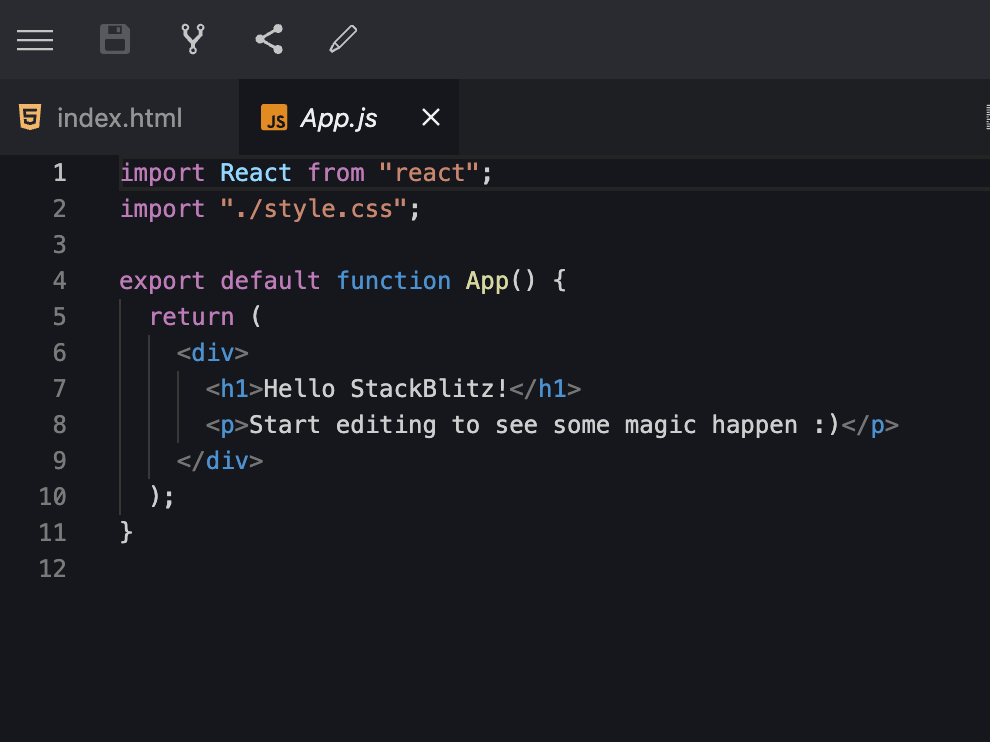 index.html
JS App.js
1 import React from "react";
2 import "./style.css";
3
4 export default function App() {
5   return (
6     <div>
7       <h1>Hello StackBlitz!</h1>
8       <p>Start editing to see some magic happen :)</p>
9     </div>
10   );
11 }
12